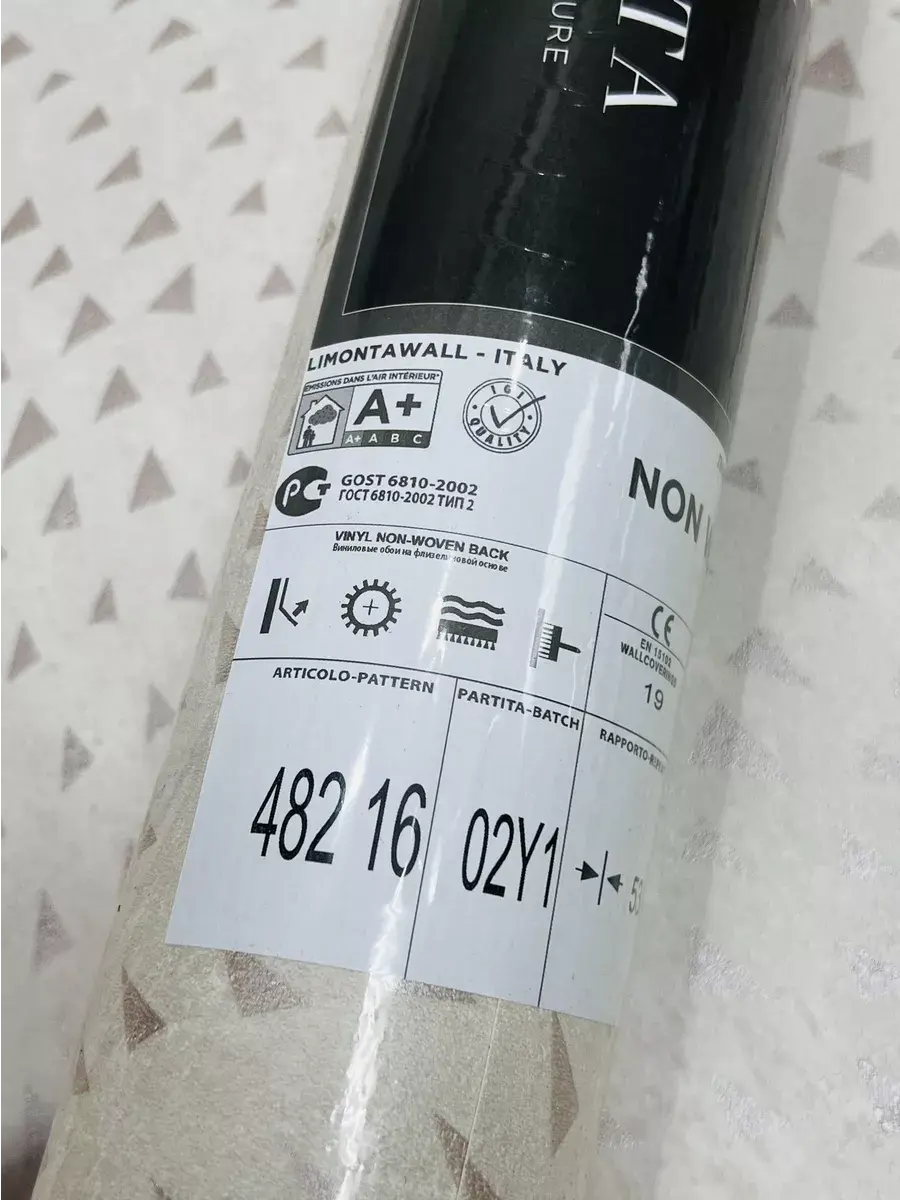 TA
URE
LIMONTAWALL - ITALY
ÉMISSIONS DANS L'AIR INTÉRIEUR*
A+
A+ A B C
IGI
QUALITY
GOST 6810-2002
ГОСТ 6810-2002 ТИП 2
NON
VINYL NON-WOVEN BACK
Виниловые обои на флизелиновой основе
CE
EN 15102
WALLCOVERINGS
19
ARTICOLO-PATTERN
PARTITA-BATCH
RAPPORTO-
482 16
02Y1
53